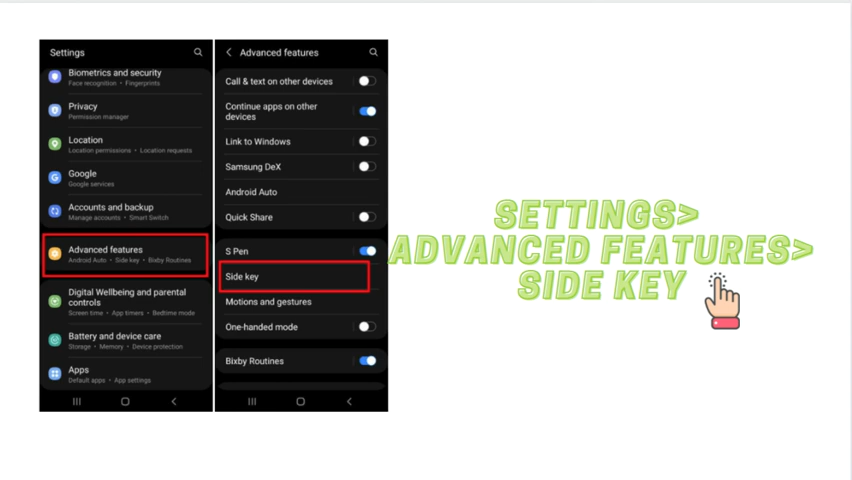 Settings
Biometrics and security
Face recognition • Fingerprints
Privacy
Permission manager
Location
Location permissions • Location requests
Google
Google services
Accounts and backup
Manage accounts • Smart Switch
Advanced features
Android Auto • Side key • Bixby Routines
Digital Wellbeing and parental
controls
Screen time • App timers • Bedtime mode
Battery and device care
Storage • Memory • Device protection
Apps
Default apps • App settings
Advanced features
Call & text on other devices
Continue apps on other
devices
Link to Windows
Samsung DeX
Android Auto
Quick Share
S Pen
Side key
Motions and gestures
One-handed mode
Bixby Routines
SETTINGS>
ADVANCED FEATURES>
SIDE KEY